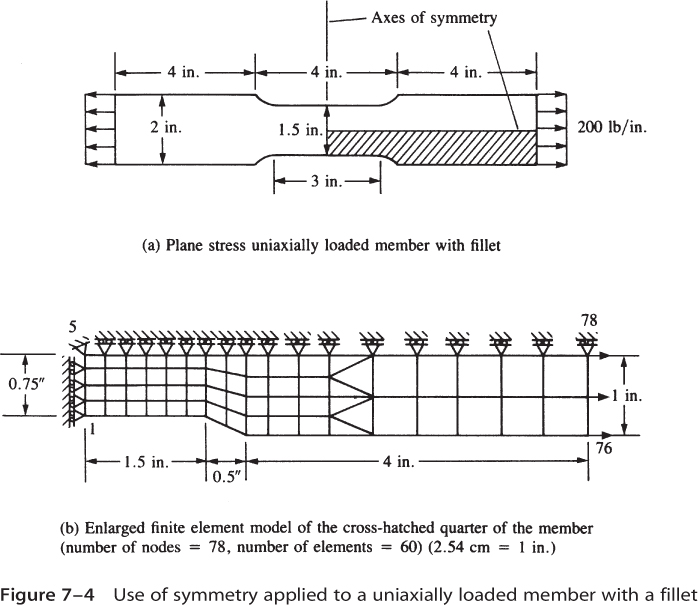 Axes of symmetry
4 in.
4 in.
4 in.
2 in.
1.5 in.
200 lb/in.
3 in.
(a) Plane stress uniaxially loaded member with fillet
5
78
0.75"
1 in.
1
76
1.5 in.
0.5"
4 in.
(b) Enlarged finite element model of the cross-hatched quarter of the member
(number of nodes = 78, number of elements = 60) (2.54 cm = 1 in.)
Figure 7–4 Use of symmetry applied to a uniaxially loaded member with a fillet